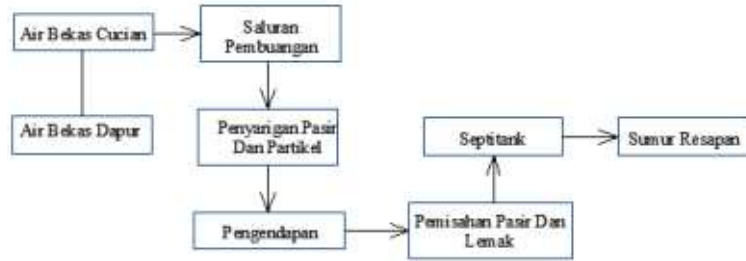 Air Bekas Cucian
Saluran
Pembuangan
Air Bekas Dapur
Penyarigan Pasir
Dan Partikel
Septitank
Sumur Resapan
Pengendapan
Pemisahan Pasir Dan
Lemak